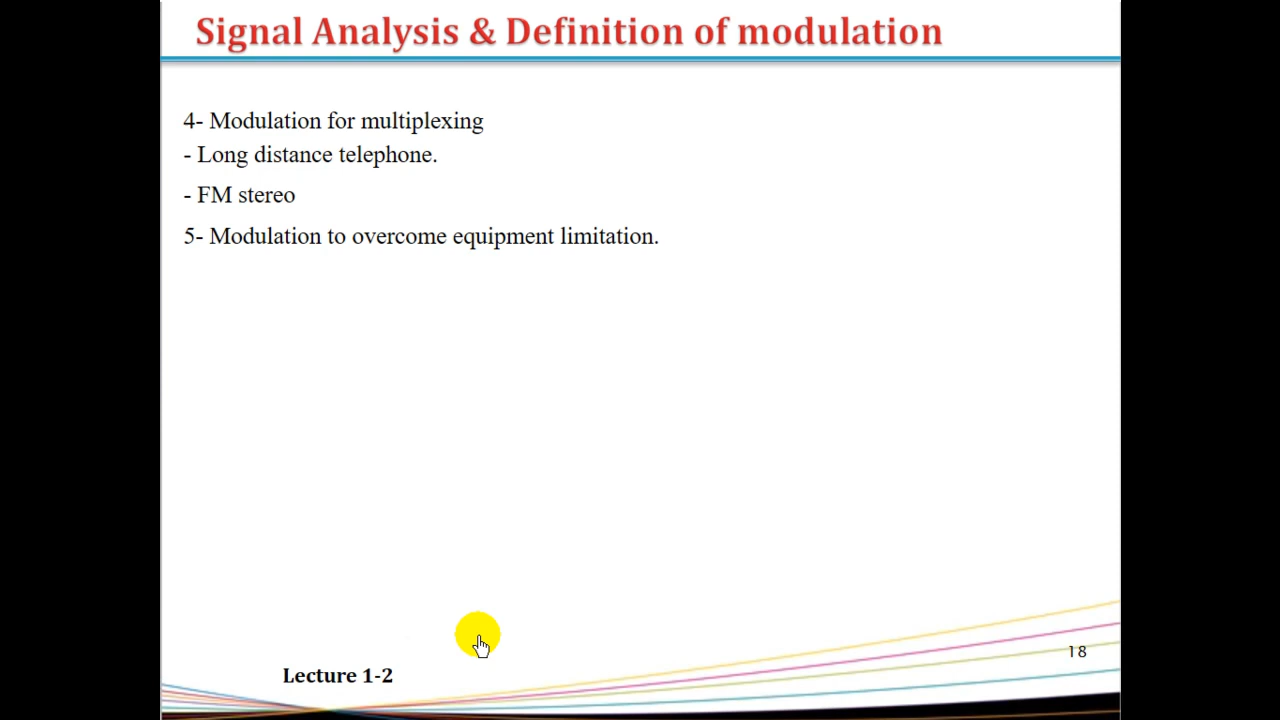 Signal Analysis & Definition of modulation
4- Modulation for multiplexing
- Long distance telephone.
- FM stereo
5- Modulation to overcome equipment limitation.
18
Lecture 1-2